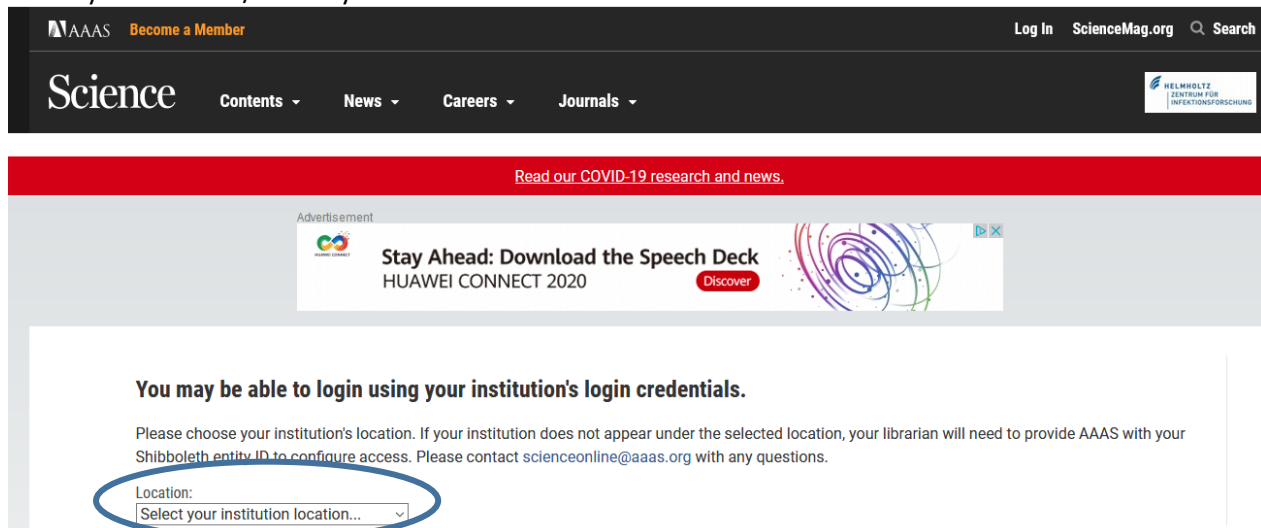 AAAS Become a Member Log In ScienceMag.org Search
Science Contents News Careers Journals
HELMHOLTZ
ZENTRUM FÜR
INFEKTIONSFORSCHUNG
Read our COVID-19 research and news.
Advertisement
HUAWEI CONNECT
Stay Ahead: Download the Speech Deck
HUAWEI CONNECT 2020 Discover
You may be able to login using your institution's login credentials.
Please choose your institution's location. If your institution does not appear under the selected location, your librarian will need to provide AAAS with your
Shibboleth entity ID to configure access. Please contact scienceonline@aaas.org with any questions.
Location:
Select your institution location...